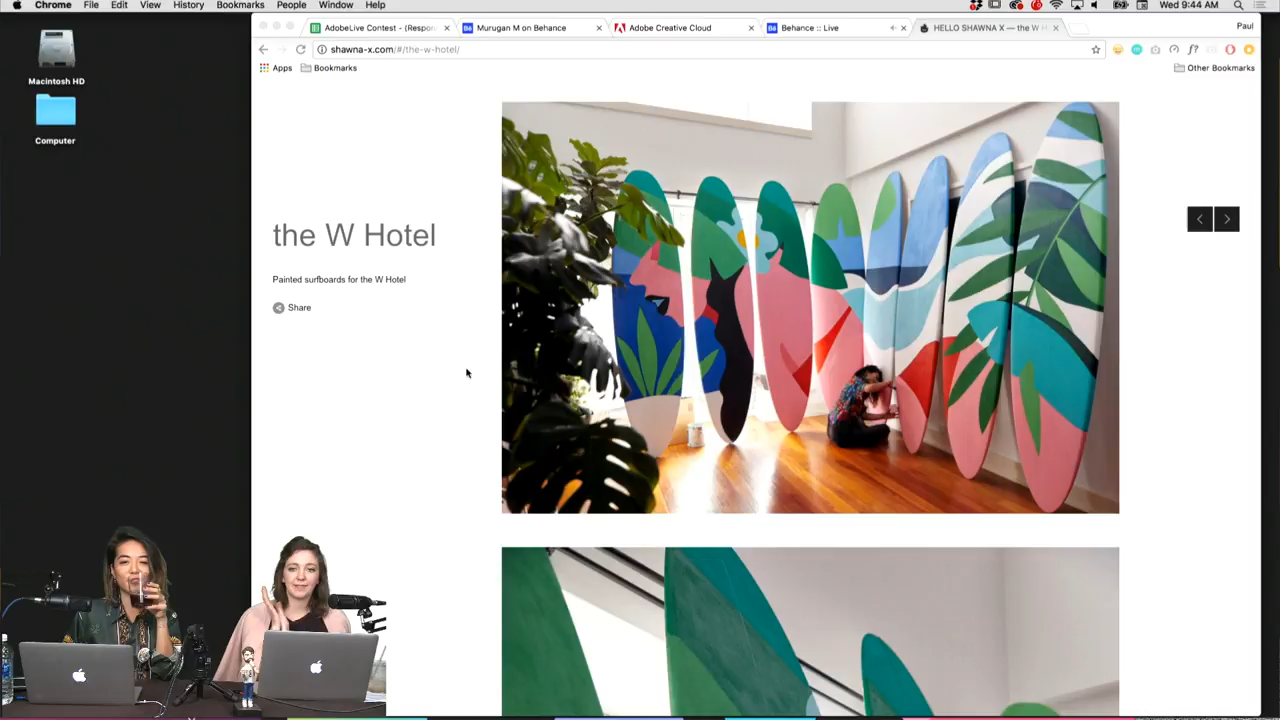 Chrome File Edit View History Bookmarks People Window Help Wed 9:44 AM
AdobeLive Contest - (Respor Murugan M on Behance Adobe Creative Cloud Behance :: Live HELLO SHAWNA X — the W H Paul
shawna-x.com/#/the-w-hotel/
Apps Bookmarks Other Bookmarks
Macintosh HD
Computer
the W Hotel
Painted surfboards for the W Hotel
Share